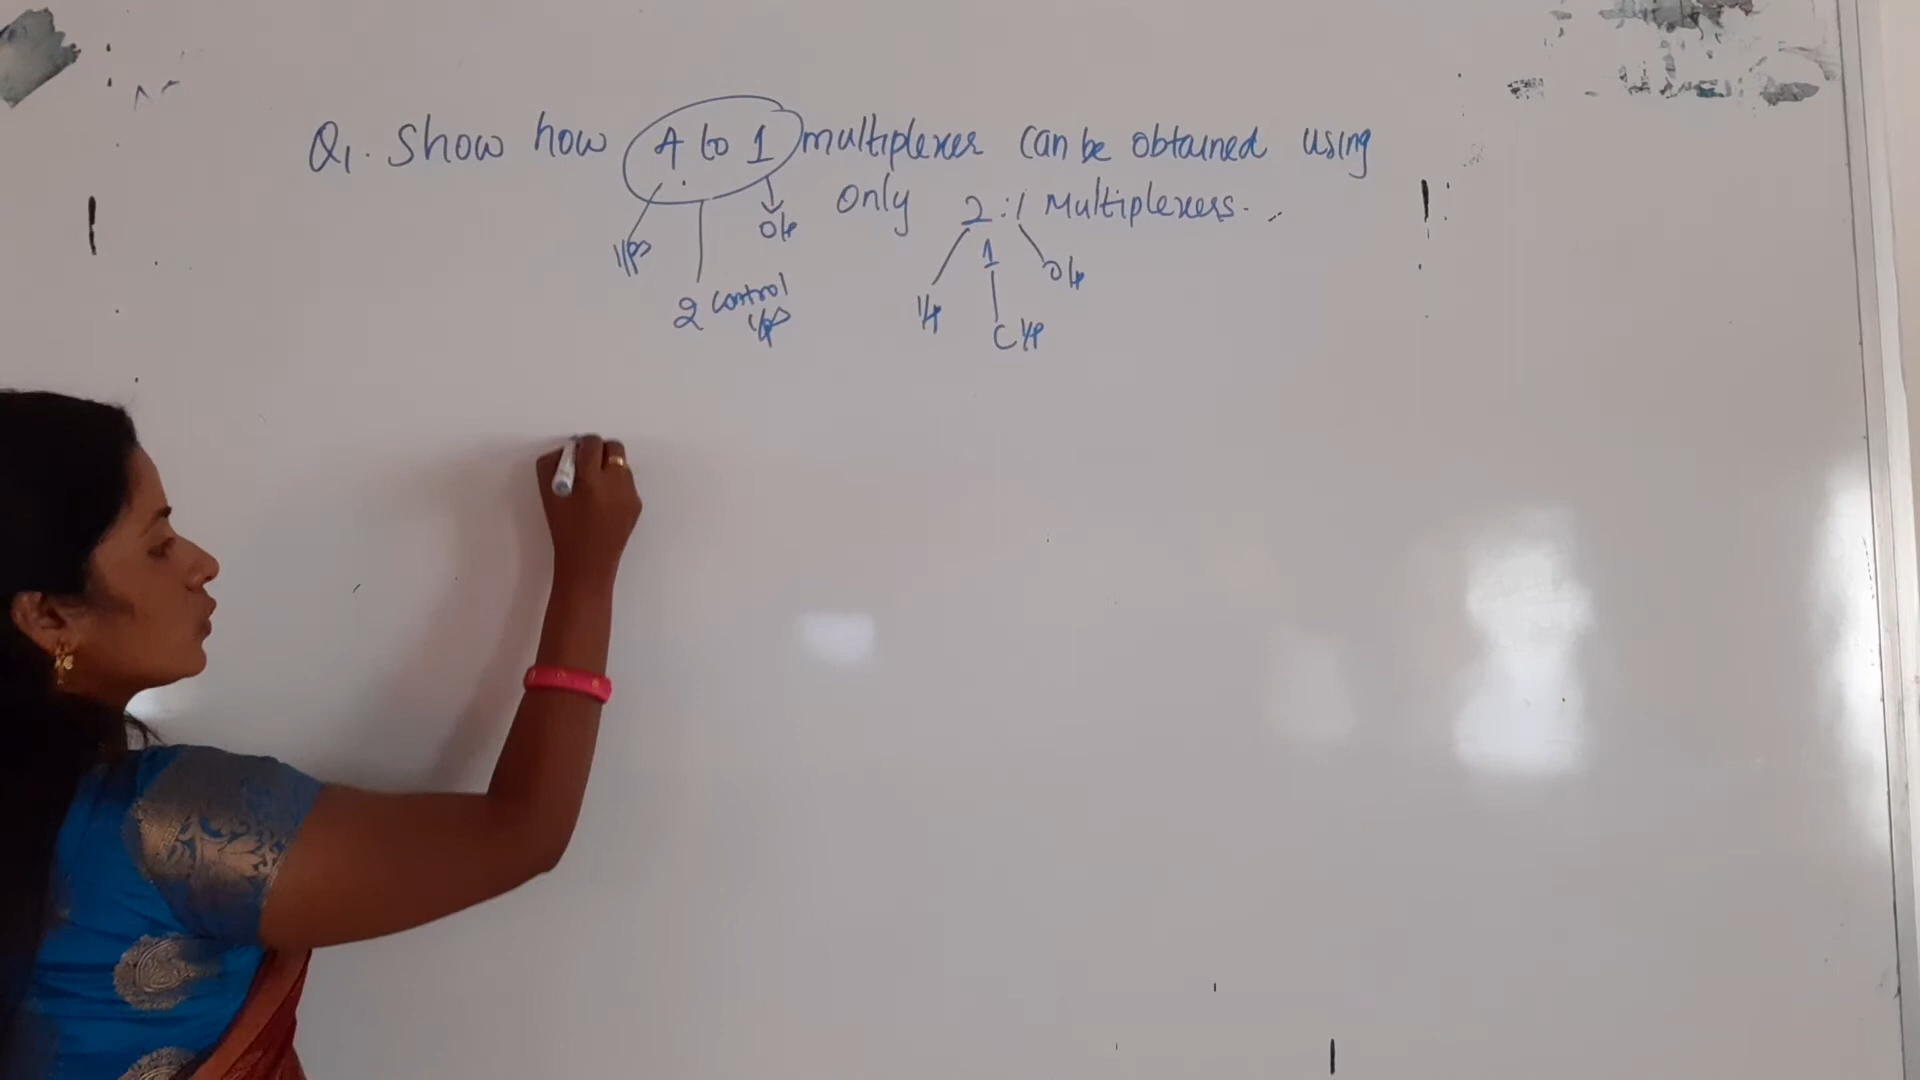 Q1. Show how 4 to 1 multiplexer can be obtained using
only 2:1 Multiplexers.
i/ps
o/p
2 control
i/ps
1
i/p
o/p
C i/p